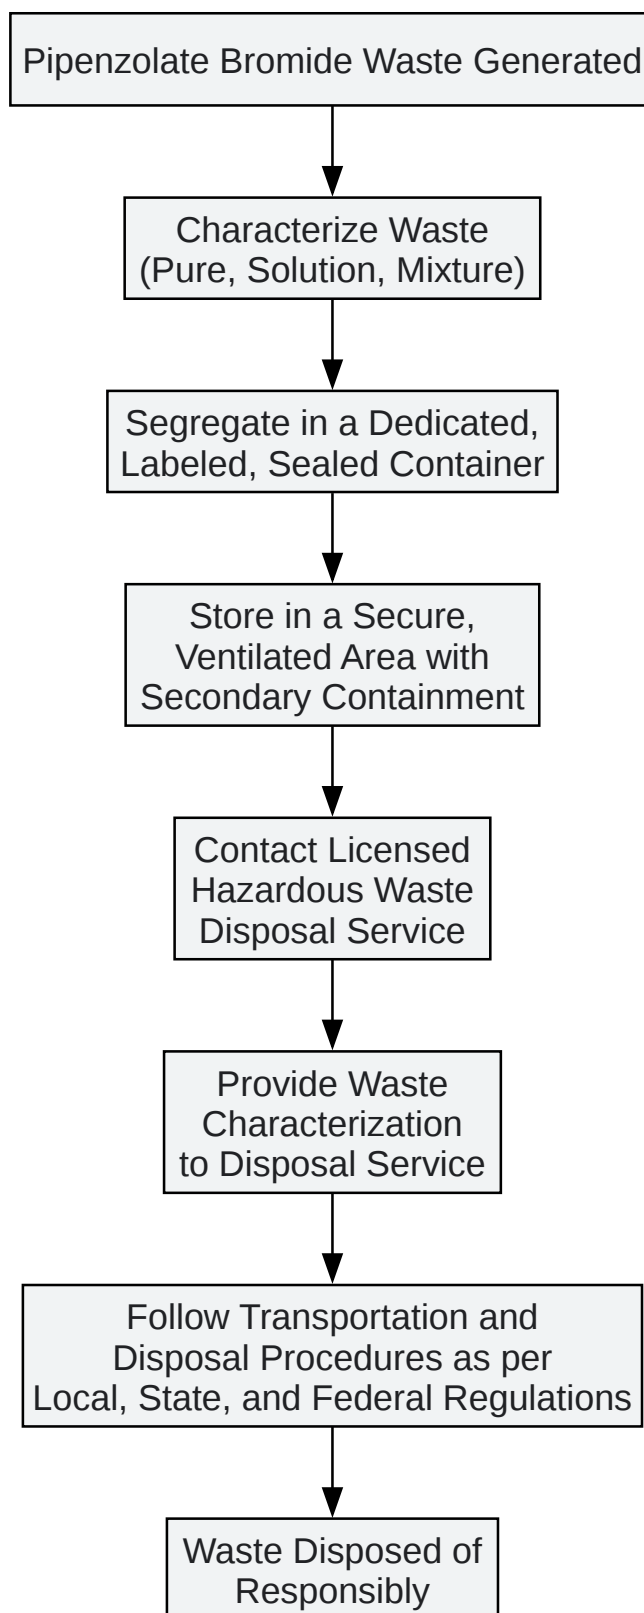 Pipenzolate Bromide Waste Generated
Characterize Waste
(Pure, Solution, Mixture)
Segregate in a Dedicated,
Labeled, Sealed Container
Store in a Secure,
Ventilated Area with
Secondary Containment
Contact Licensed
Hazardous Waste
Disposal Service
Provide Waste
Characterization
to Disposal Service
Follow Transportation and
Disposal Procedures as per
Local, State, and Federal Regulations
Waste Disposed of
Responsibly